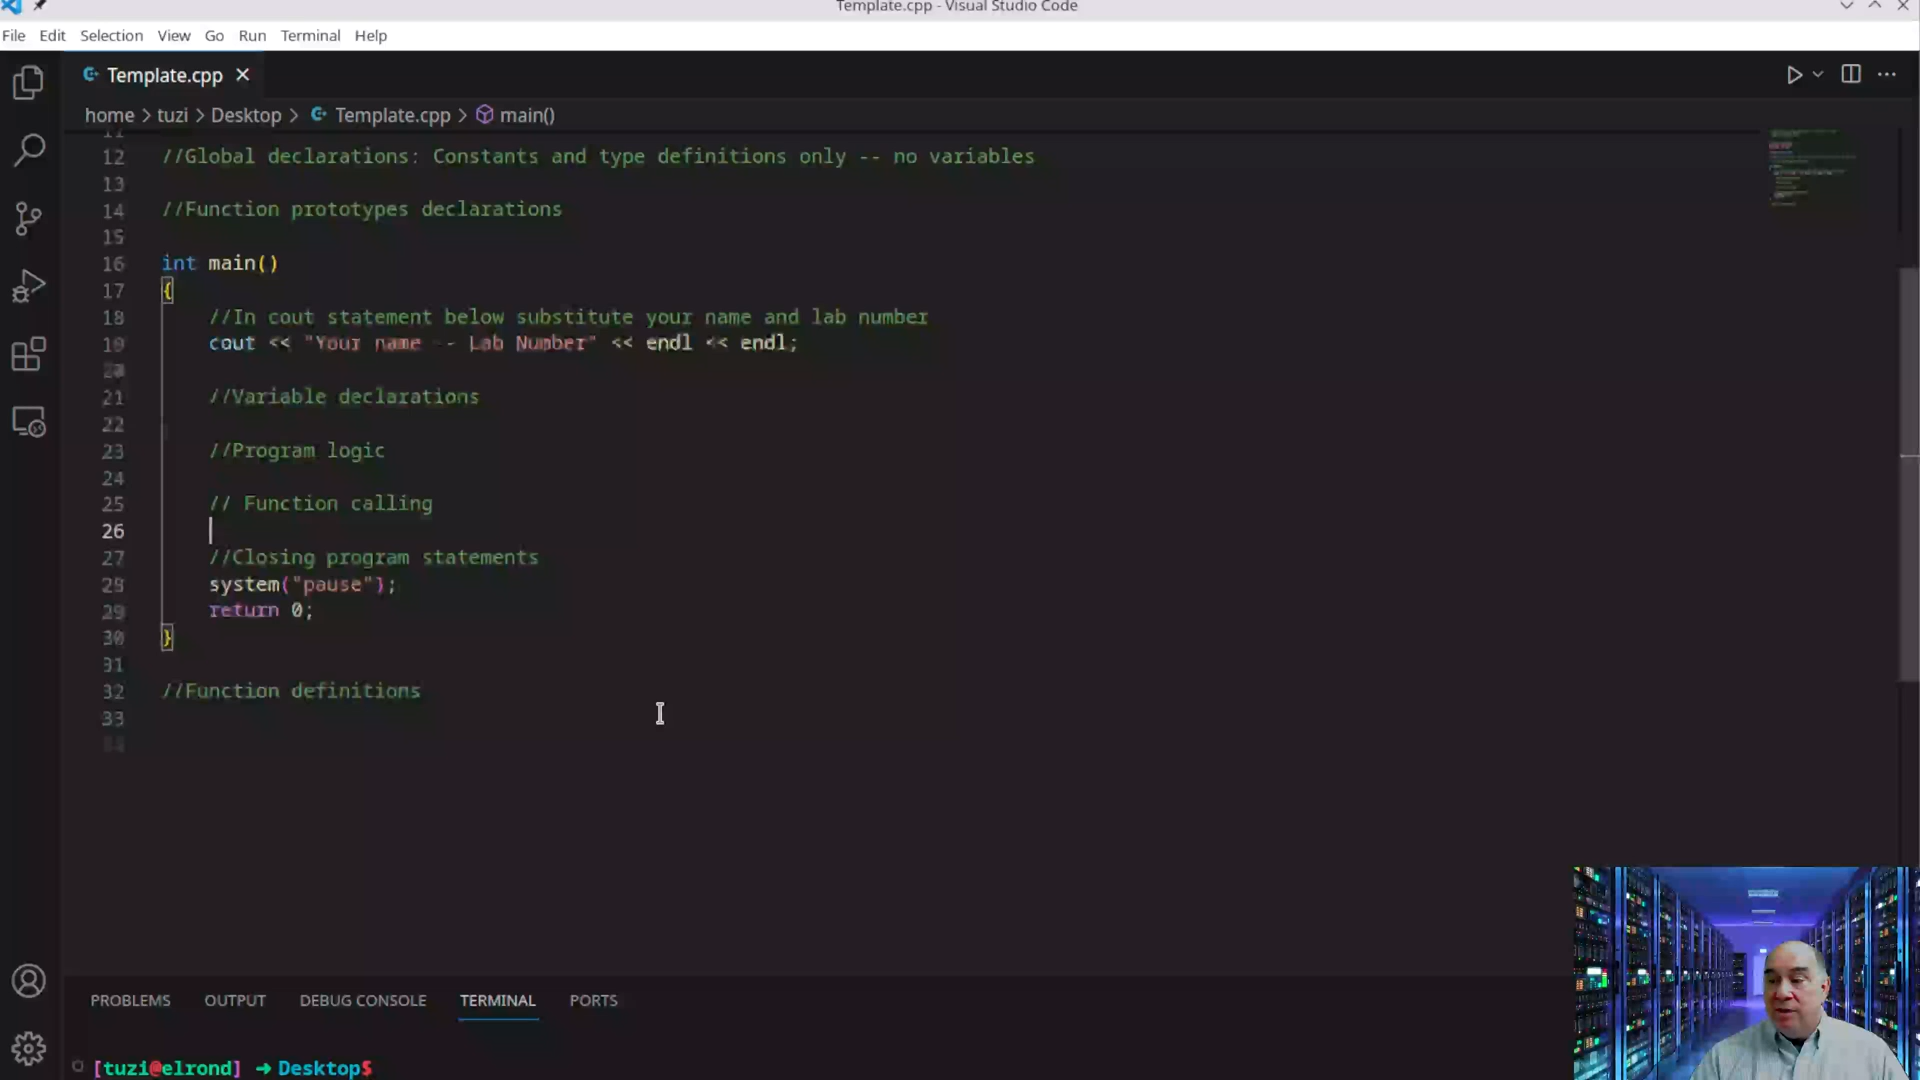 Template.cpp - Visual Studio Code
File Edit Selection View Go Run Terminal Help
Template.cpp
home > tuzi > Desktop > Template.cpp > main()
11
12 //Global declarations: Constants and type definitions only -- no variables
13
14 //Function prototypes declarations
15
16 int main()
17 {
18 //In cout statement below substitute your name and lab number
19 cout << "Your name -- Lab Number" << endl << endl;
20
21 //Variable declarations
22
23 //Program logic
24
25 // Function calling
26
27 //Closing program statements
28 system("pause");
29 return 0;
30 }
31
32 //Function definitions
33
34
PROBLEMS OUTPUT DEBUG CONSOLE TERMINAL PORTS
[tuzi@elrond] → Desktop$